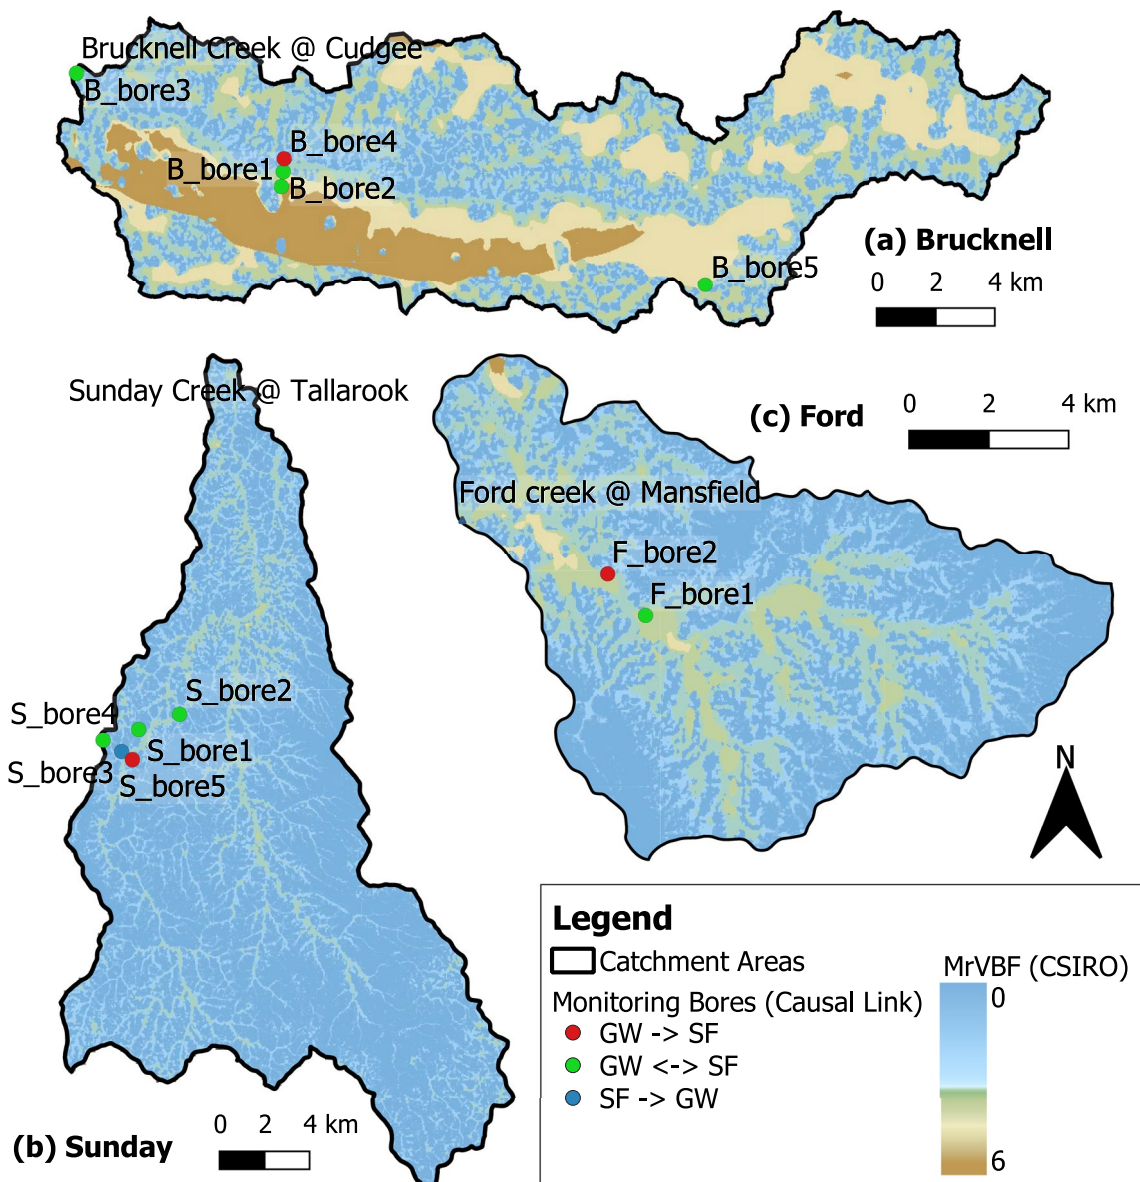 Brucknell Creek @ Cudgee
B_bore3
B_bore4
B_bore1
B_bore2
(a) Brucknell
B_bore5
0 2 4 km
Sunday Creek @ Tallarook
0 2 4 km
(c) Ford
Ford creek @ Mansfield
F_bore2
F_bore1
S_bore2
S_bore4
S_bore1
S_bore3
S_bore5
N
Legend
Catchment Areas
MrVBF (CSIRO)
0
Monitoring Bores (Causal Link)
GW -> SF
GW <-> SF
SF -> GW
6
0 2 4 km
(b) Sunday